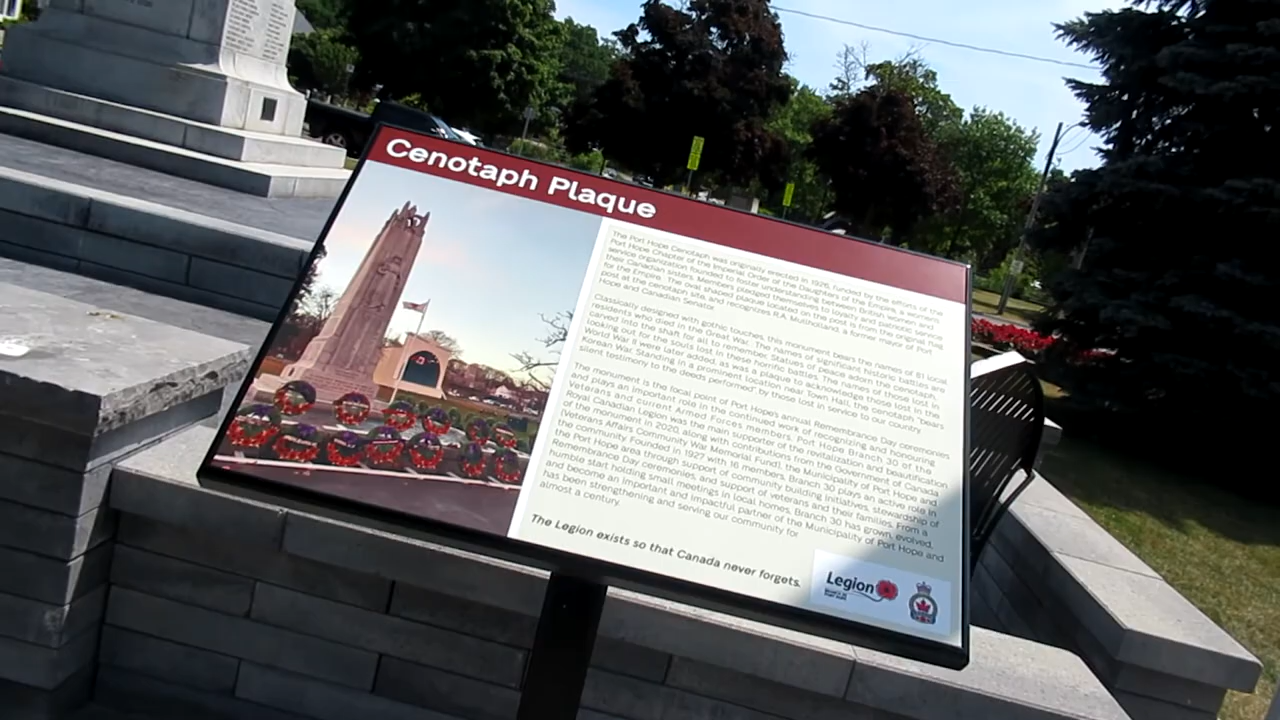 Cenotaph Plaque
The Port Hope Cenotaph was originally erected in 1926, funded by the efforts of the
Port Hope Chapter of the Imperial Order of the Daughters of the Empire, a women's
service organization founded to foster understanding between British women and
their Canadian sisters. Members pledged themselves to loyalty and patriotic service
for the Empire. The oval shaped plaque located on the post is from the original flag
post at the cenotaph site, and recognizes R.A. Mulholland, a former mayor of Port
Hope and Canadian Senator.
Classically designed with gothic touches, this monument bears the names of 81 local
residents who died in the Great War. The names of significant historic battles are
carved into the shaft for all to remember. Statues of peace adorn the cenotaph,
looking out for the souls lost in these horrific battles. The names of those lost in
World War II were later added, as was a plaque to acknowledge those lost in the
Korean War. Standing in a prominent location near Town Hall, the cenotaph "bears
silent testimony to the deeds performed" by those lost in service to our country.
The monument is the focal point of Port Hope's annual Remembrance Day ceremonies
and plays an important role in the continued work of recognizing and honouring
Veterans and current Armed Forces members. Port Hope Branch 30 of the
Royal Canadian Legion was the main supporter of the revitalization and beautification
of the monument in 2020, along with contributions from the Government of Canada
(Veterans Affairs Community War Memorial Fund), the Municipality of Port Hope and
the community. Founded in 1927 with 16 members, Branch 30 plays an active role in
the Port Hope area through support of community building initiatives, stewardship of
Remembrance Day ceremonies, and support of veterans and their families. From a
humble start holding small meetings in local homes, Branch 30 has grown, evolved,
and become an important and impactful partner of the Municipality of Port Hope and
has been strengthening and serving our community for
almost a century.
The Legion exists so that Canada never forgets.
Legion